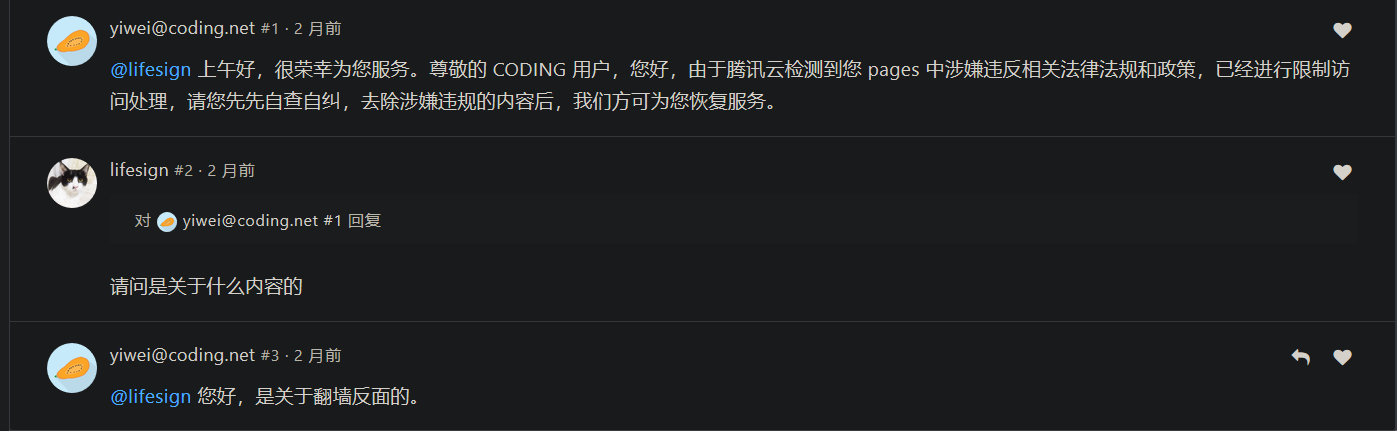 yiwei@coding.net #1 · 2 月前
@lifesign 上午好，很荣幸为您服务。尊敬的 CODING 用户，您好，由于腾讯云检测到您 pages 中涉嫌违反相关法律法规和政策，已经进行限制访
问处理，请您先先自查自纠，去除涉嫌违规的内容后，我们方可为您恢复服务。
lifesign #2 · 2 月前
对 yiwei@coding.net #1 回复
请问是关于什么内容的
yiwei@coding.net #3 · 2 月前
@lifesign 您好，是关于翻墙反面的。